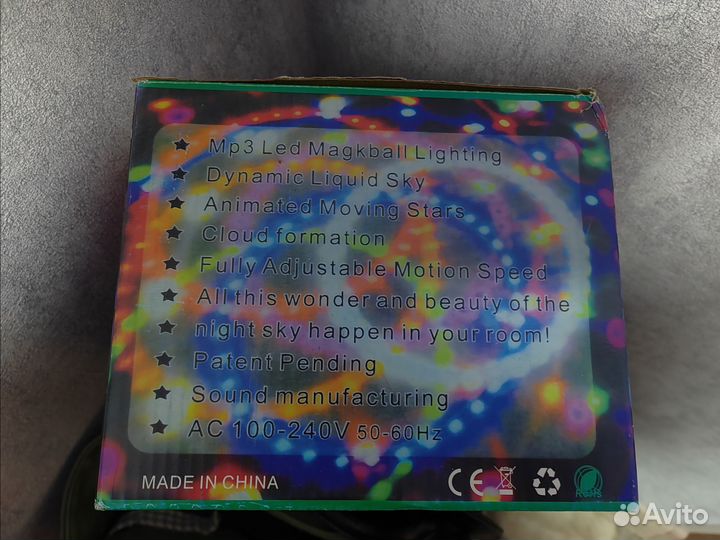 ★ Mp3 Led Magkball Lighting
★ Dynamic Liquid Sky
★ Animated Moving Stars
★ Cloud formation
★ Fully Adjustable Motion Speed
★ All this wonder and beauty of the
★ night sky happen in your room!
★ Patent Pending
★ Sound manufacturing
★ AC 100-240V 50-60Hz
MADE IN CHINA CE RoHS
Avito